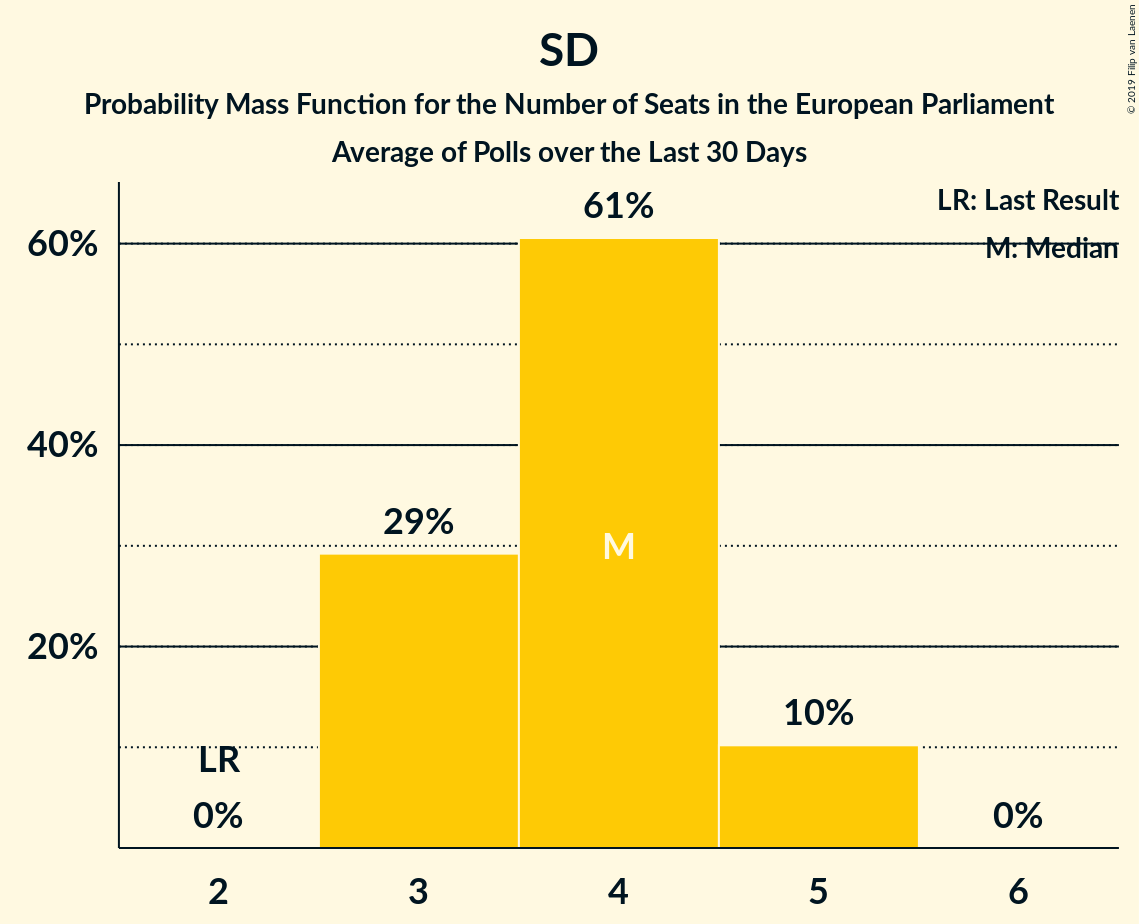 SD
Probability Mass Function for the Number of Seats in the European Parliament
Average of Polls over the Last 30 Days
© 2019 Filip van Laenen
LR: Last Result
M: Median
60%
40%
20%
61%
29%
M
10%
LR
0%
0%
2
3
4
5
6